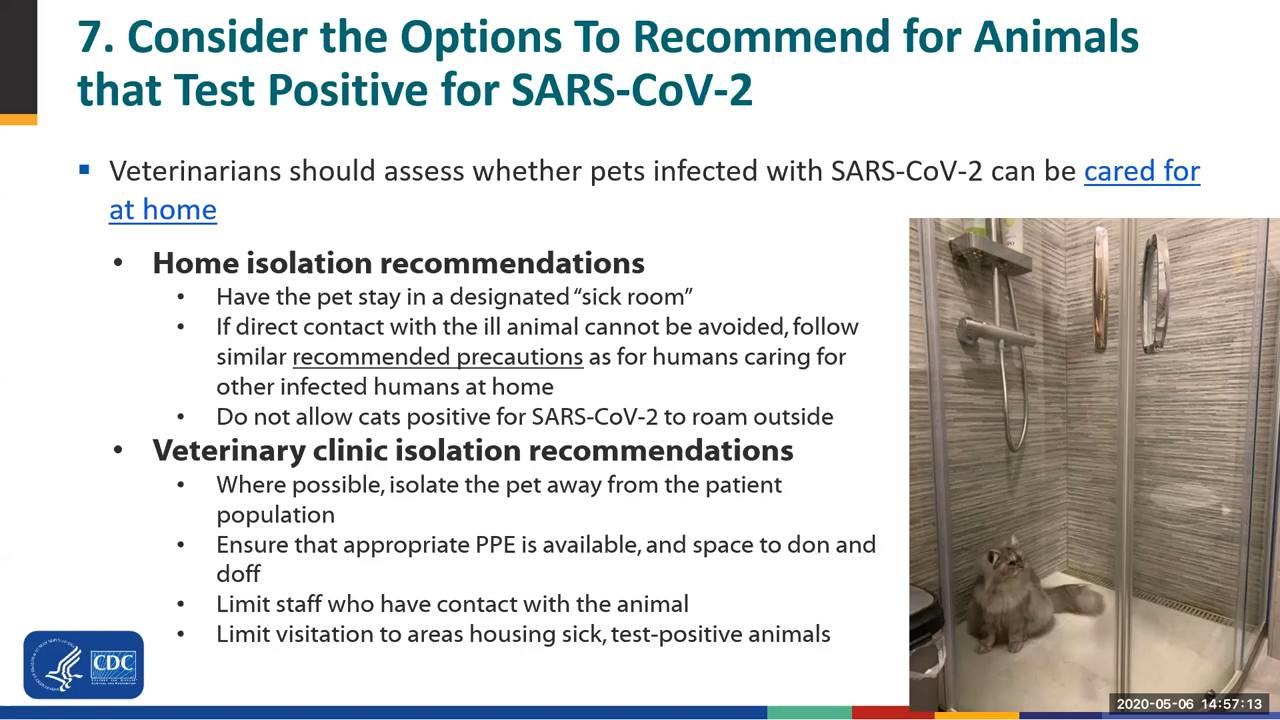 7. Consider the Options To Recommend for Animals
that Test Positive for SARS-CoV-2
Veterinarians should assess whether pets infected with SARS-CoV-2 can be cared for
at home
Home isolation recommendations
Have the pet stay in a designated “sick room”
If direct contact with the ill animal cannot be avoided, follow
similar recommended precautions as for humans caring for
other infected humans at home
Do not allow cats positive for SARS-CoV-2 to roam outside
Veterinary clinic isolation recommendations
Where possible, isolate the pet away from the patient
population
Ensure that appropriate PPE is available, and space to don and
doff
Limit staff who have contact with the animal
Limit visitation to areas housing sick, test-positive animals
CDC
2020-05-06 14:57:13